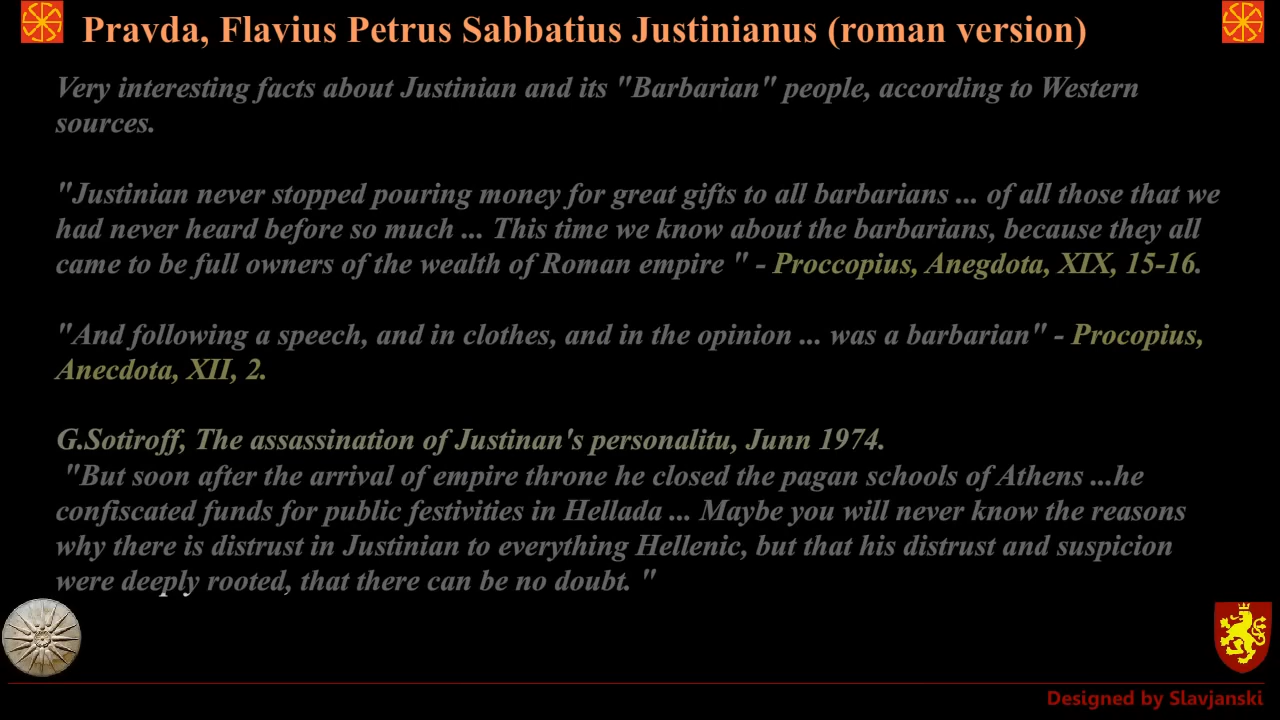 Pravda, Flavius Petrus Sabbatius Justinianus (roman version)
Very interesting facts about Justinian and its "Barbarian" people, according to Western
sources.
"Justinian never stopped pouring money for great gifts to all barbarians ... of all those that we
had never heard before so much ... This time we know about the barbarians, because they all
came to be full owners of the wealth of Roman empire " - Proccopius, Anegdota, XIX, 15-16.
"And following a speech, and in clothes, and in the opinion ... was a barbarian" - Procopius,
Anecdota, XII, 2.
G.Sotiroff, The assassination of Justinan's personalitu, Junn 1974.
"But soon after the arrival of empire throne he closed the pagan schools of Athens ...he
confiscated funds for public festivities in Hellada ... Maybe you will never know the reasons
why there is distrust in Justinian to everything Hellenic, but that his distrust and suspicion
were deeply rooted, that there can be no doubt. "
Designed by Slavjanski